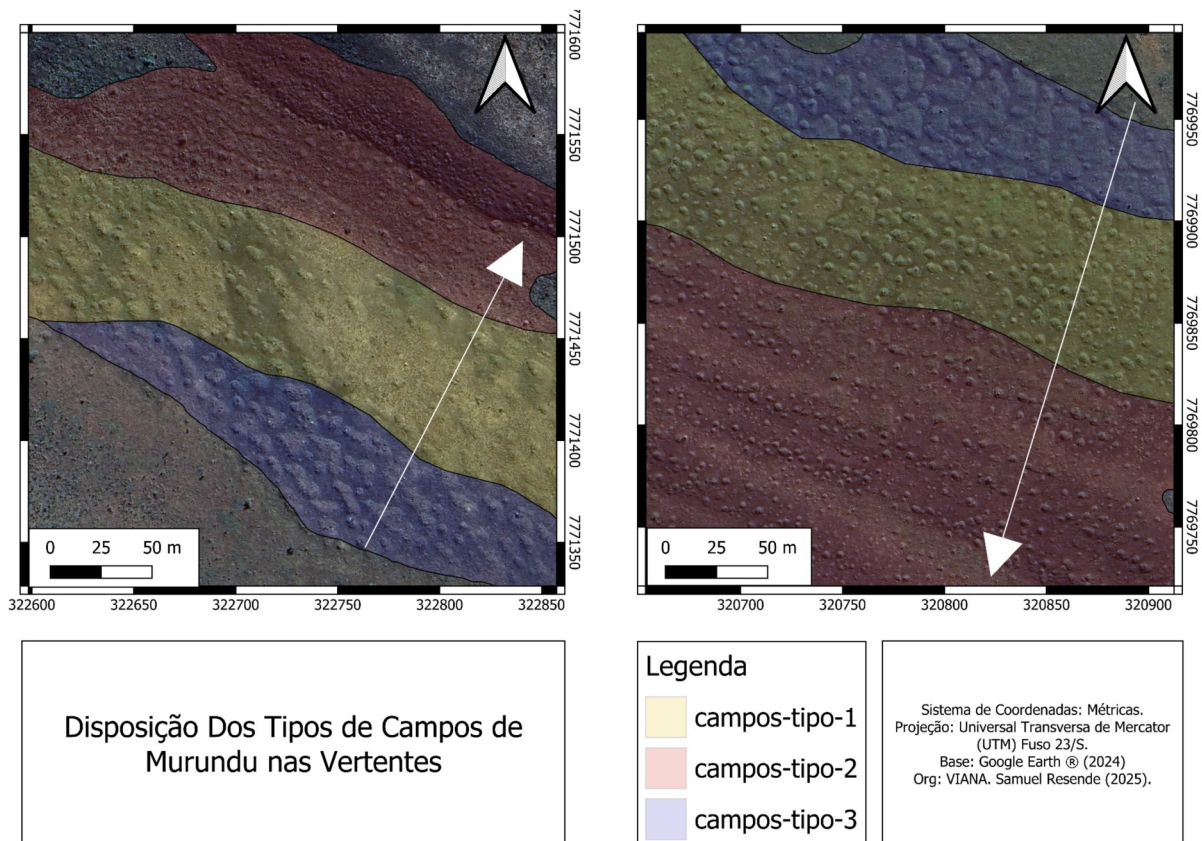 7771600
7771550
7771500
7771450
7771400
7771350
0 25 50 m
322600 322650 322700 322750 322800 322850
7769950
7769900
7769850
7769800
7769750
0 25 50 m
320700 320750 320800 320850 320900
Disposição Dos Tipos de Campos de
Murundu nas Vertentes
Legenda
campos-tipo-1
campos-tipo-2
campos-tipo-3
Sistema de Coordenadas: Métricas.
Projeção: Universal Transversa de Mercator
(UTM) Fuso 23/S.
Base: Google Earth ® (2024)
Org: VIANA. Samuel Resende (2025).